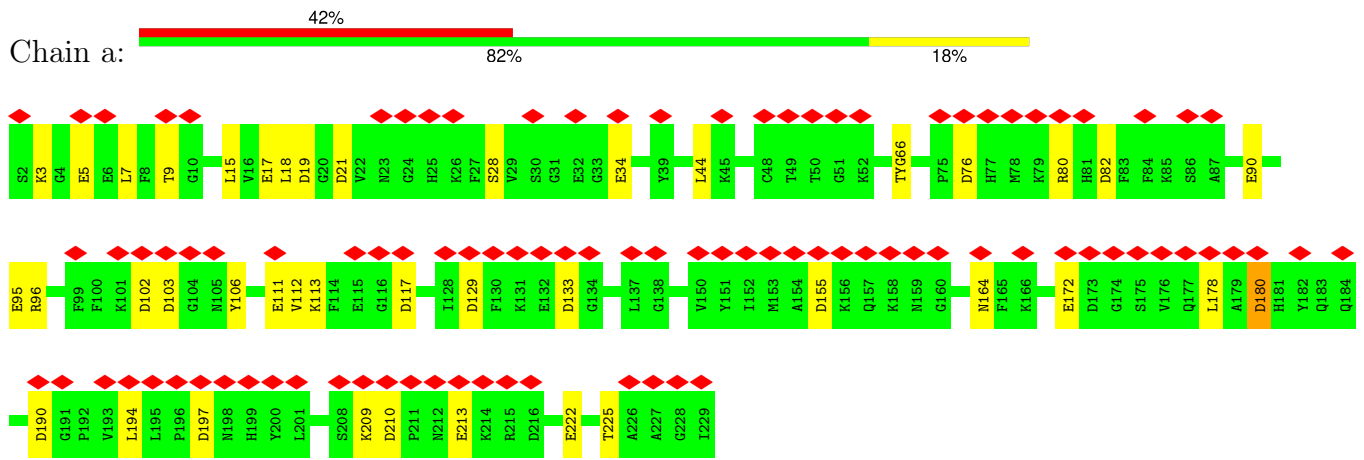 42%
Chain a:
82% 18%
S2 K3 G4 E5 E6 L7 F8 T9 G10 L15 V16 E17 L18 D19 G20 D21 V22 N23 G24 H25 K26 F27 S28 V29 S30 G31 E32 G33 E34 Y39 L44 K45 C48 T49 T50 G51 K52 TYG66 P75 D76 H77 M78 K79 R80 H81 D82 F83 F84 K85 S86 A87 E90
E95 R96 F99 F100 K101 D102 D103 G104 N105 Y106 E111 V112 K113 F114 E115 G116 D117 I128 D129 F130 K131 E132 D133 G134 L137 G138 V150 Y151 I152 M153 A154 D155 K156 Q157 K158 N159 G160 N164 F165 K166 E172 D173 G174 S175 V176 Q177 L178 A179 D180 H181 Y182 Q183 Q184
D190 G191 P192 V193 L194 L195 P196 D197 N198 H199 Y200 L201 S208 K209 D210 P211 N212 E213 K214 R215 D216 E222 T225 A226 A227 G228 I229